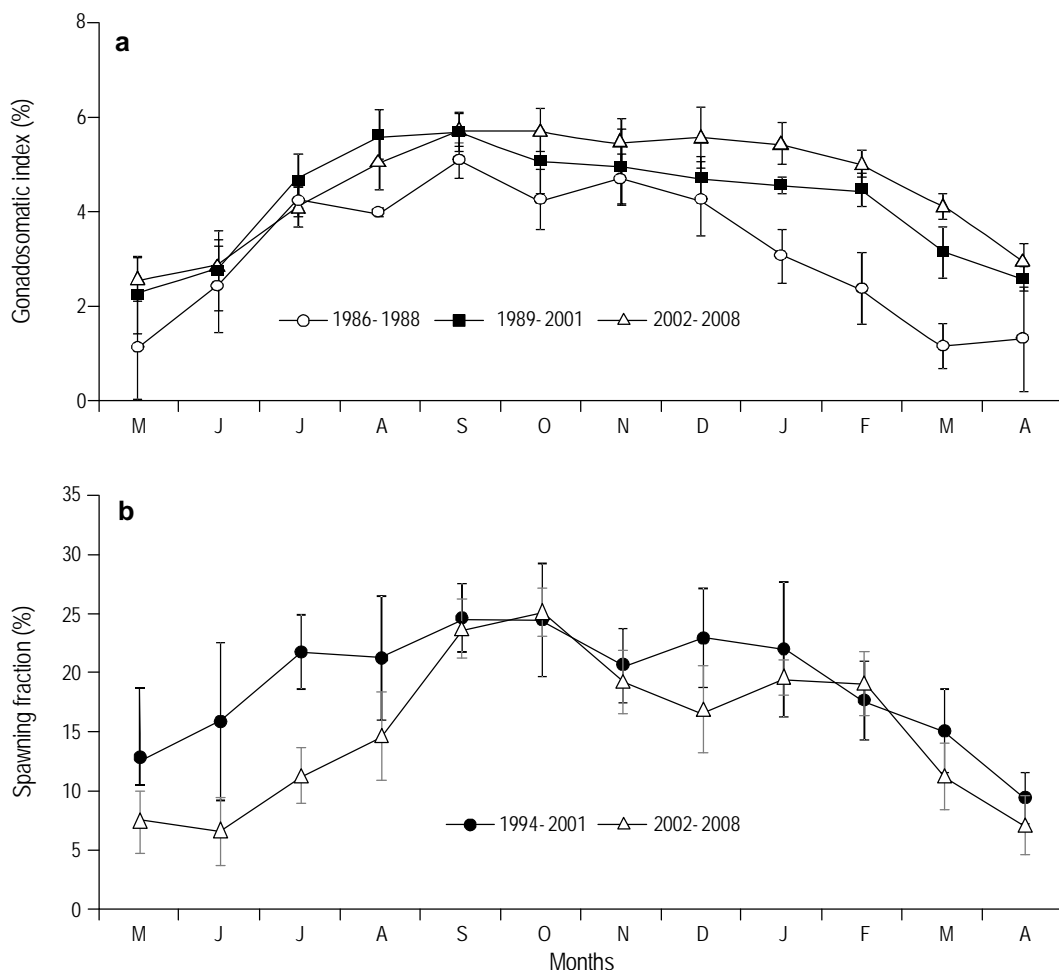 a
Gonadosomatic index (%)
8
6
4
2
0
1986-1988 1989-2001 2002-2008
M J J A S O N D J F M A
b
Spawning fraction (%)
35
30
25
20
15
10
5
0
1994-2001 2002-2008
M J J A S O N D J F M A
Months